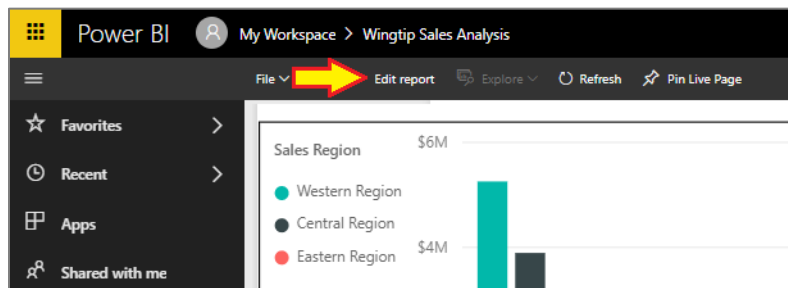 Power BI My Workspace > Wingtip Sales Analysis
File Edit report Explore Refresh Pin Live Page
Favorites
Recent
Apps
Shared with me
Sales Region
Western Region
Central Region
Eastern Region
$6M
$4M